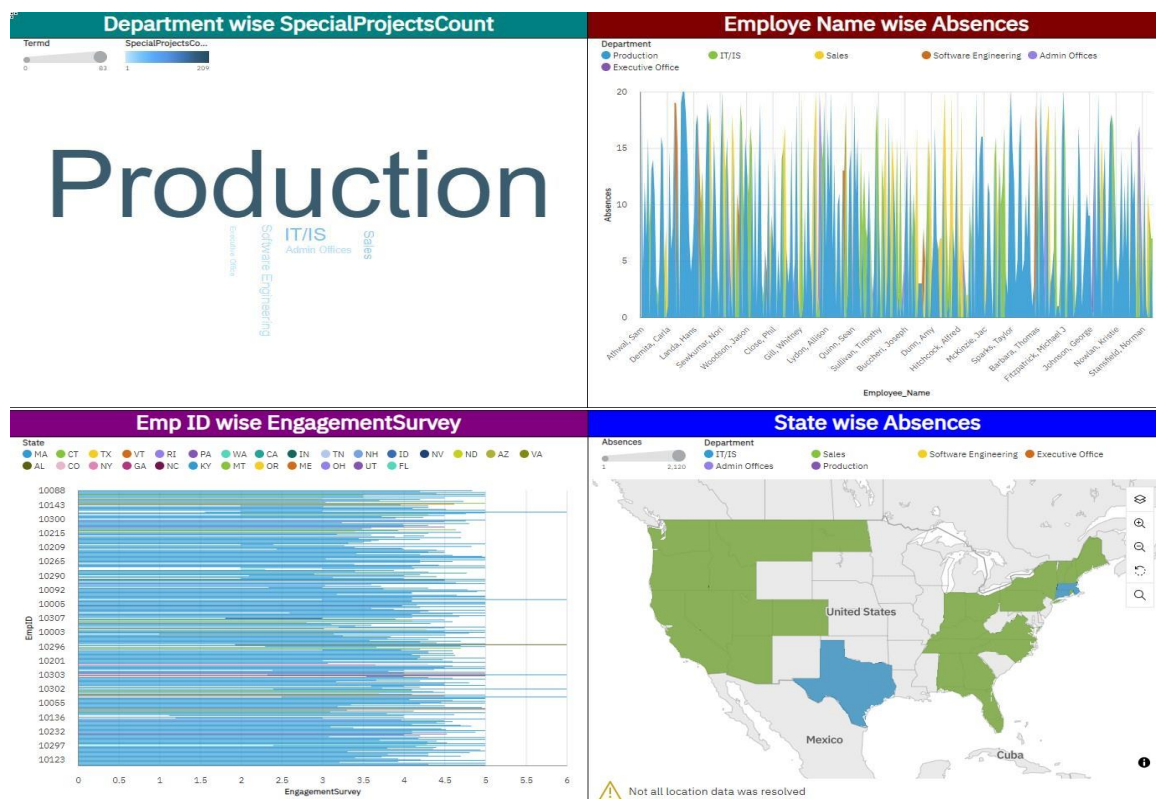 Department wise SpecialProjectsCount
Termd
SpecialProjectsCo...
0
63
1
209
Production
Executive Office
Software Engineering
IT/IS
Admin Offices
Sales
Employe Name wise Absences
Department
Production
IT/IS
Sales
Software Engineering
Admin Offices
Executive Office
20
15
10
5
0
Absences
Athwal, Sam
Demita, Carla
Landa, Hans
Sewkumar, Nori
Woodson, Jason
Close, Phil
Gill, Whitney
Lydon, Allison
Quinn, Sean
Sullivan, Timothy
Buccheri, Joseph
Dunn, Amy
Hitchcock, Alfred
McKinzie, Jac
Sparks, Taylor
Barbara, Thomas
Fitzpatrick, Michael J
Johnson, George
Nowlan, Kristie
Stansfield, Norman
Employee_Name
Emp ID wise EngagementSurvey
State
MA CT TX VT RI PA WA CA IN TN NH ID NV ND AZ VA
AL CO NY GA NC KY MT OR ME OH UT FL
10088
10143
10300
10215
10209
10265
10290
10092
10005
10307
10003
10296
10201
10303
10302
10055
10136
10232
10297
10123
EmpID
0 0.5 1 1.5 2 2.5 3 3.5 4 4.5 5 5.5 6
EngagementSurvey
State wise Absences
Absences
1
2,120
Department
IT/IS
Sales
Software Engineering
Executive Office
Admin Offices
Production
United States
Mexico
Cuba
Not all location data was resolved